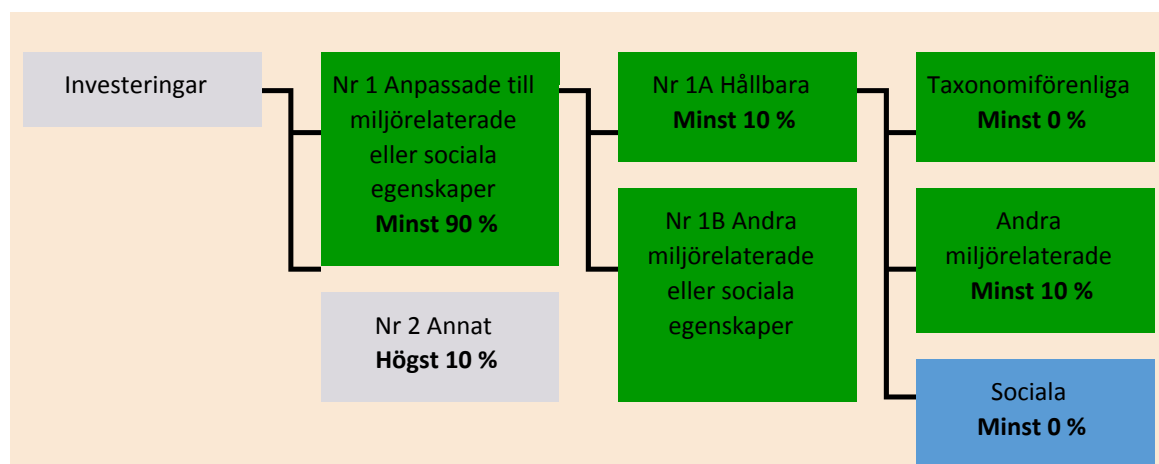 Investeringar
Nr 1 Anpassade till
miljörelaterade
eller sociala
egenskaper
Minst 90 %
Nr 2 Annat
Högst 10 %
Nr 1A Hållbara
Minst 10 %
Nr 1B Andra
miljörelaterade
eller sociala
egenskaper
Taxonomiförenliga
Minst 0 %
Andra
miljörelaterade
Minst 10 %
Sociala
Minst 0 %